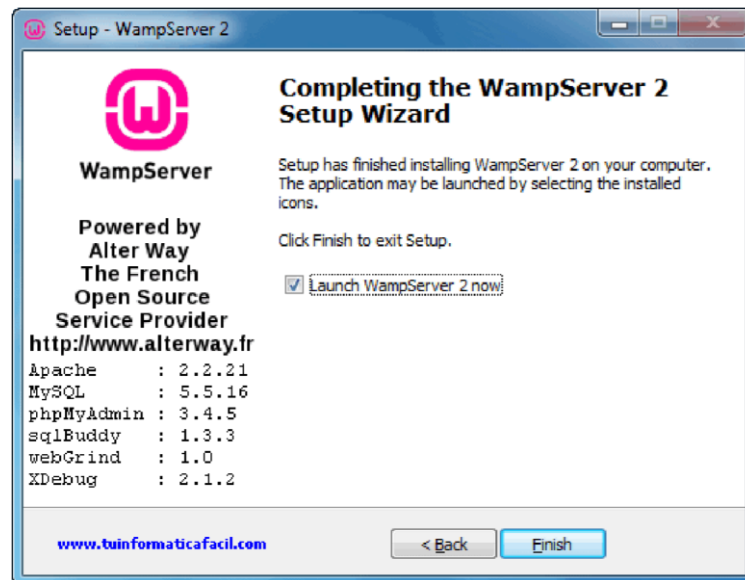 Setup - WampServer 2
WampServer
Powered by
Alter Way
The French
Open Source
Service Provider
http://www.alterway.fr
Apache : 2.2.21
MySQL : 5.5.16
phpMyAdmin : 3.4.5
sqlBuddy : 1.3.3
webGrind : 1.0
XDebug : 2.1.2
Completing the WampServer 2
Setup Wizard
Setup has finished installing WampServer 2 on your computer.
The application may be launched by selecting the installed
icons.
Click Finish to exit Setup.
Launch WampServer 2 now
www.tuinformaticafacil.com
< Back
Finish